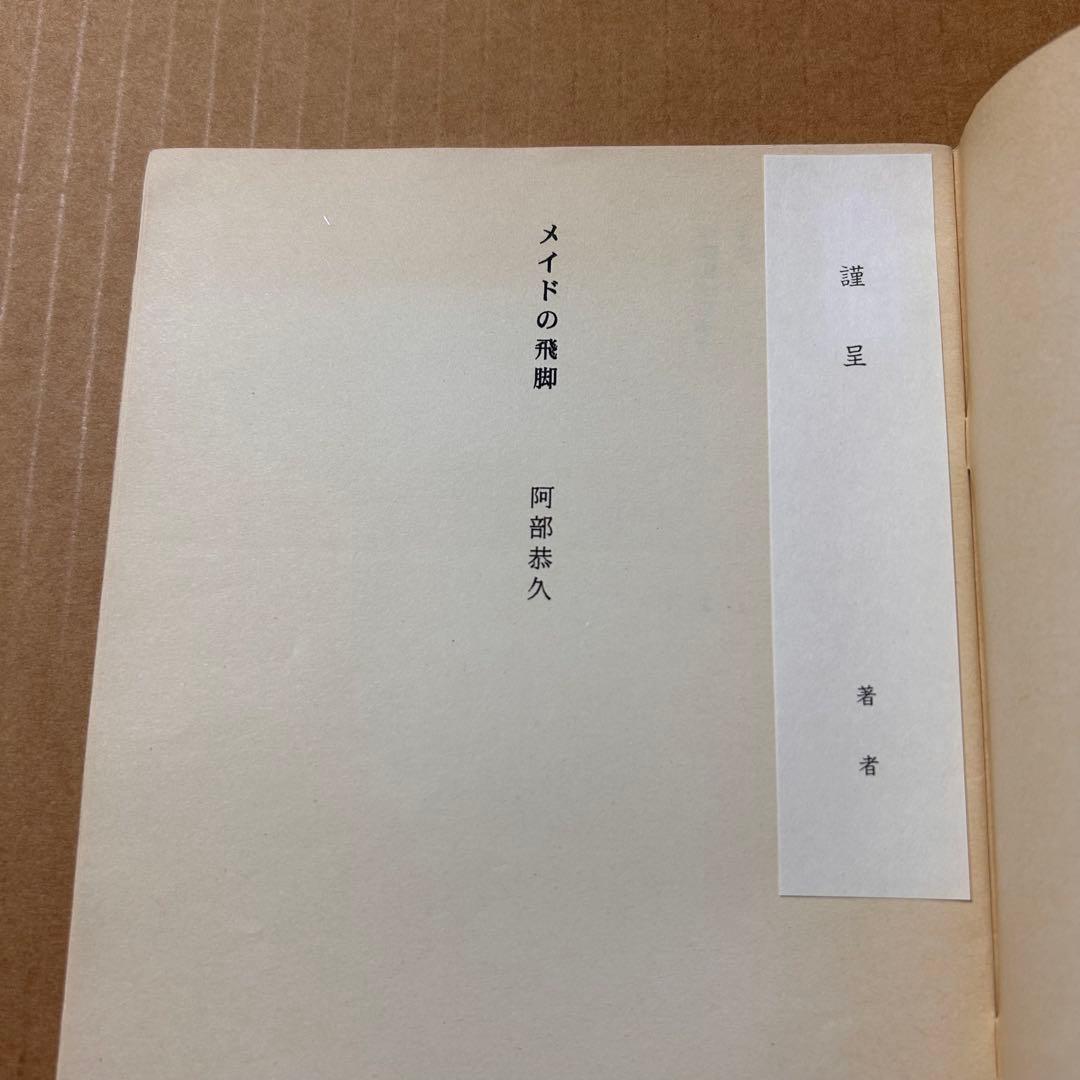 謹呈
著者
メイドの飛脚
阿部恭久